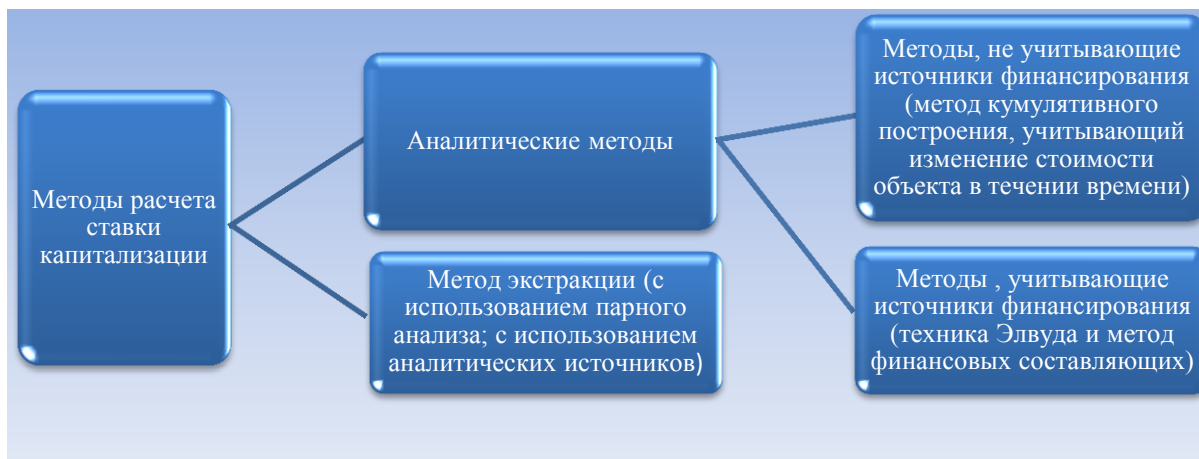 Методы расчета
ставки
капитализации
Аналитические методы
Метод экстракции (с
использованием парного
анализа; с использованием
аналитических источников)
Методы, не учитывающие
источники финансирования
(метод кумулятивного
построения, учитывающий
изменение стоимости
объекта в течении времени)
Методы , учитывающие
источники финансирования
(техника Элвуда и метод
финансовых составляющих)